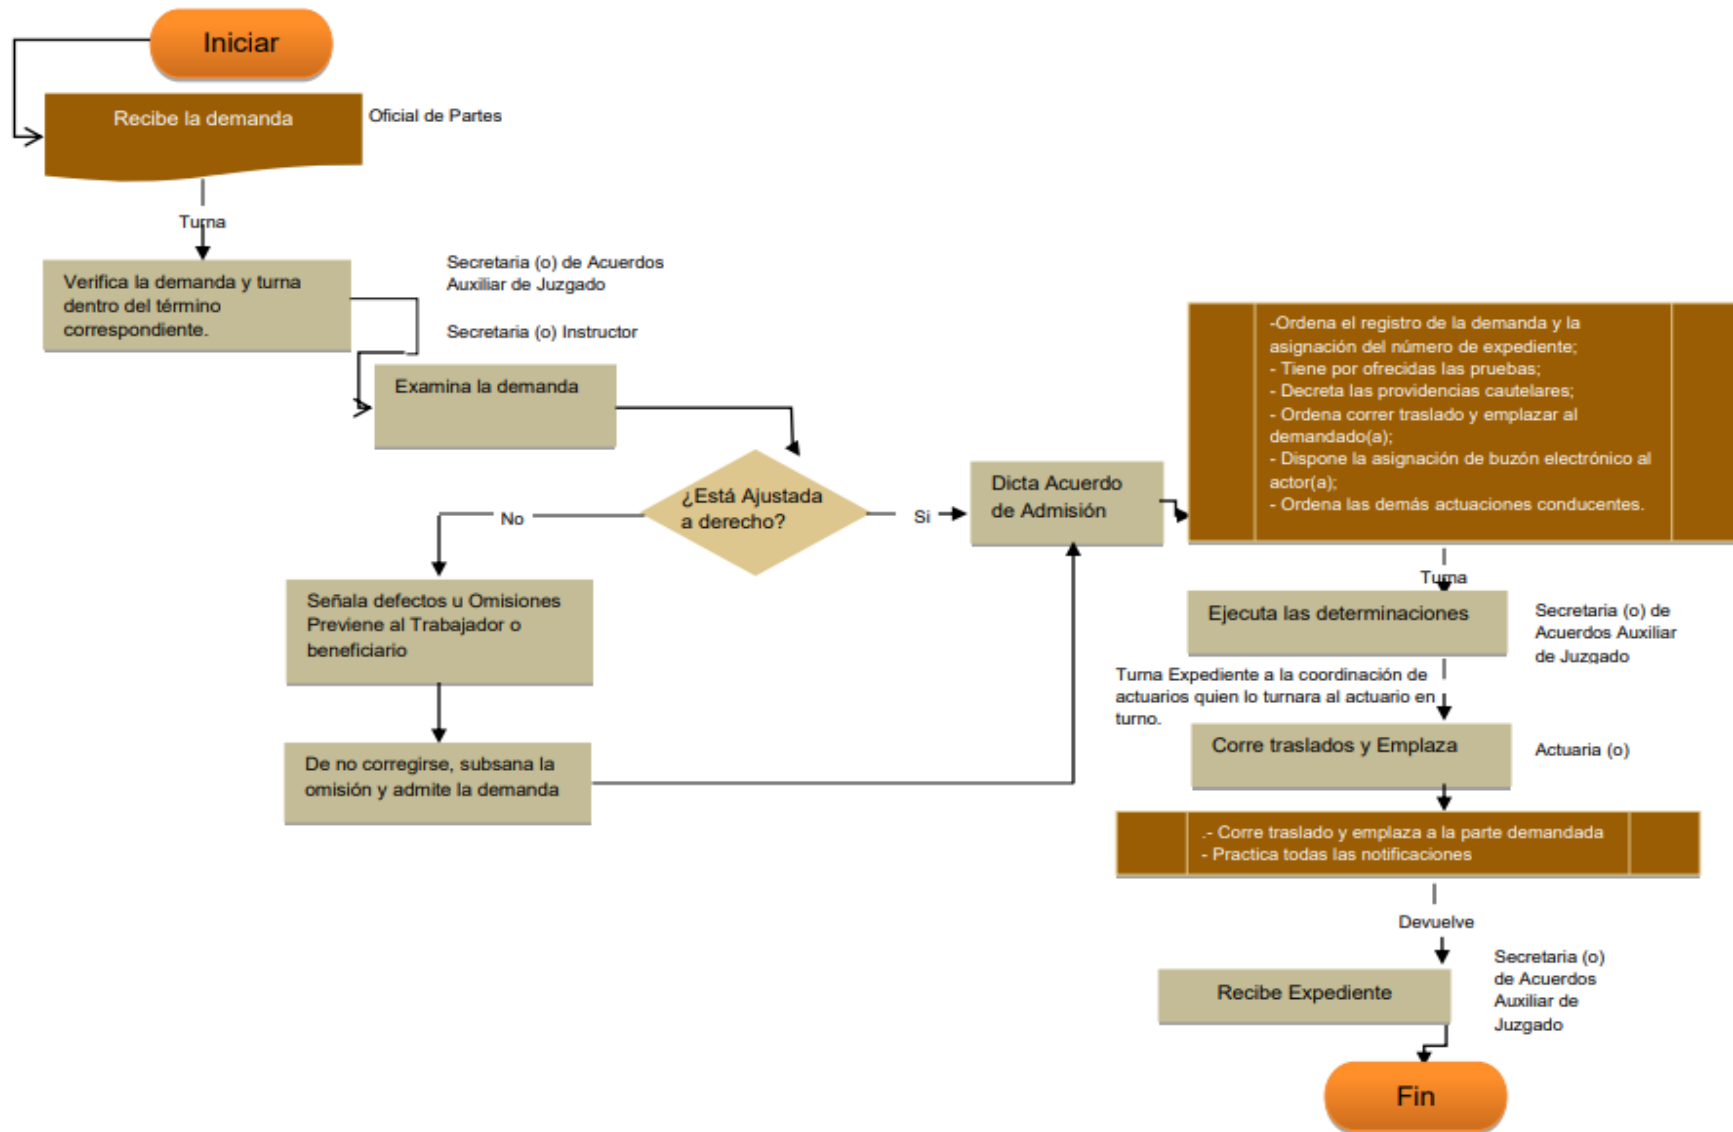 Iniciar
Recibe la demanda
Oficial de Partes
Turna
Verifica la demanda y turna
dentro del término
correspondiente.
Secretaria (o) de Acuerdos
Auxiliar de Juzgado
Secretaria (o) Instructor
Examina la demanda
¿Está Ajustada
a derecho?
No
Si
Señala defectos u Omisiones
Previene al Trabajador o
beneficiario
De no corregirse, subsana la
omisión y admite la demanda
Dicta Acuerdo
de Admisión
-Ordena el registro de la demanda y la
asignación del número de expediente;
- Tiene por ofrecidas las pruebas;
- Decreta las providencias cautelares;
- Ordena correr traslado y emplazar al
demandado(a);
- Dispone la asignación de buzón electrónico al
actor(a);
- Ordena las demás actuaciones conducentes.
Turna
Ejecuta las determinaciones
Secretaria (o) de
Acuerdos Auxiliar
de Juzgado
Turna Expediente a la coordinación de
actuarios quien lo turnara al actuario en
turno.
Corre traslados y Emplaza
Actuaria (o)
.- Corre traslado y emplaza a la parte demandada
- Practica todas las notificaciones
Devuelve
Recibe Expediente
Secretaria (o)
de Acuerdos
Auxiliar de
Juzgado
Fin